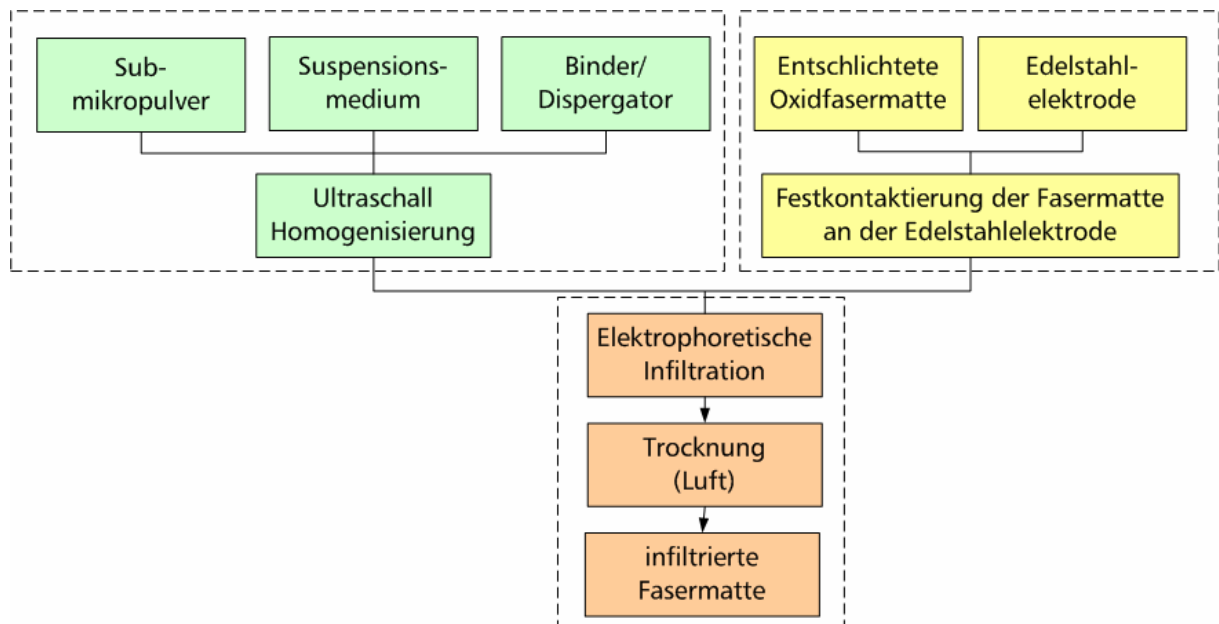 Sub-
mikropulver
Suspensions-
medium
Binder/
Dispergator
Ultraschall
Homogenisierung
Entschlichtete
Oxidfasermatte
Edelstahl-
elektrode
Festkontaktierung der Fasermatte
an der Edelstahlelektrode
Elektrophoretische
Infiltration
Trocknung
(Luft)
infiltrierte
Fasermatte